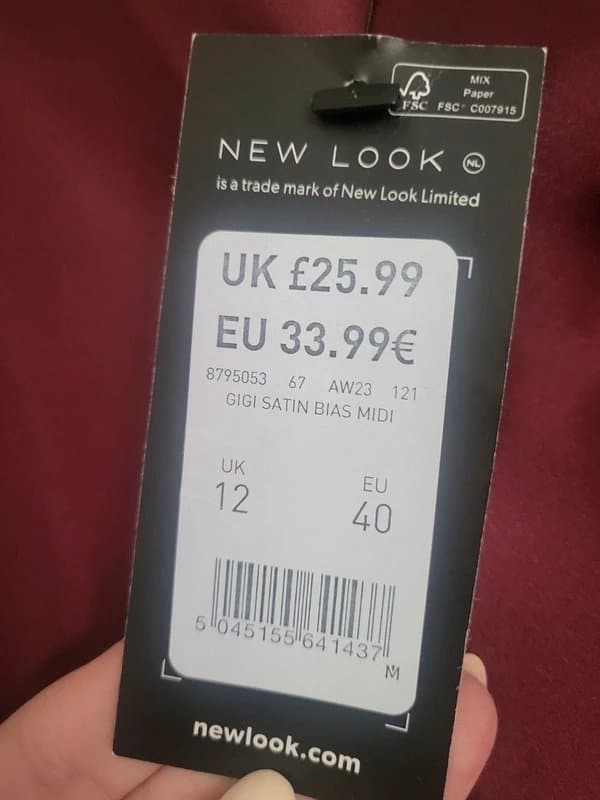 MIX
Paper
FSC FSC® C007915
NEW LOOK NL
is a trade mark of New Look Limited
UK £25.99
EU 33.99€
8795053 67 AW23 121
GIGI SATIN BIAS MIDI
UK EU
12 40
5 045155 641437
M
newlook.com